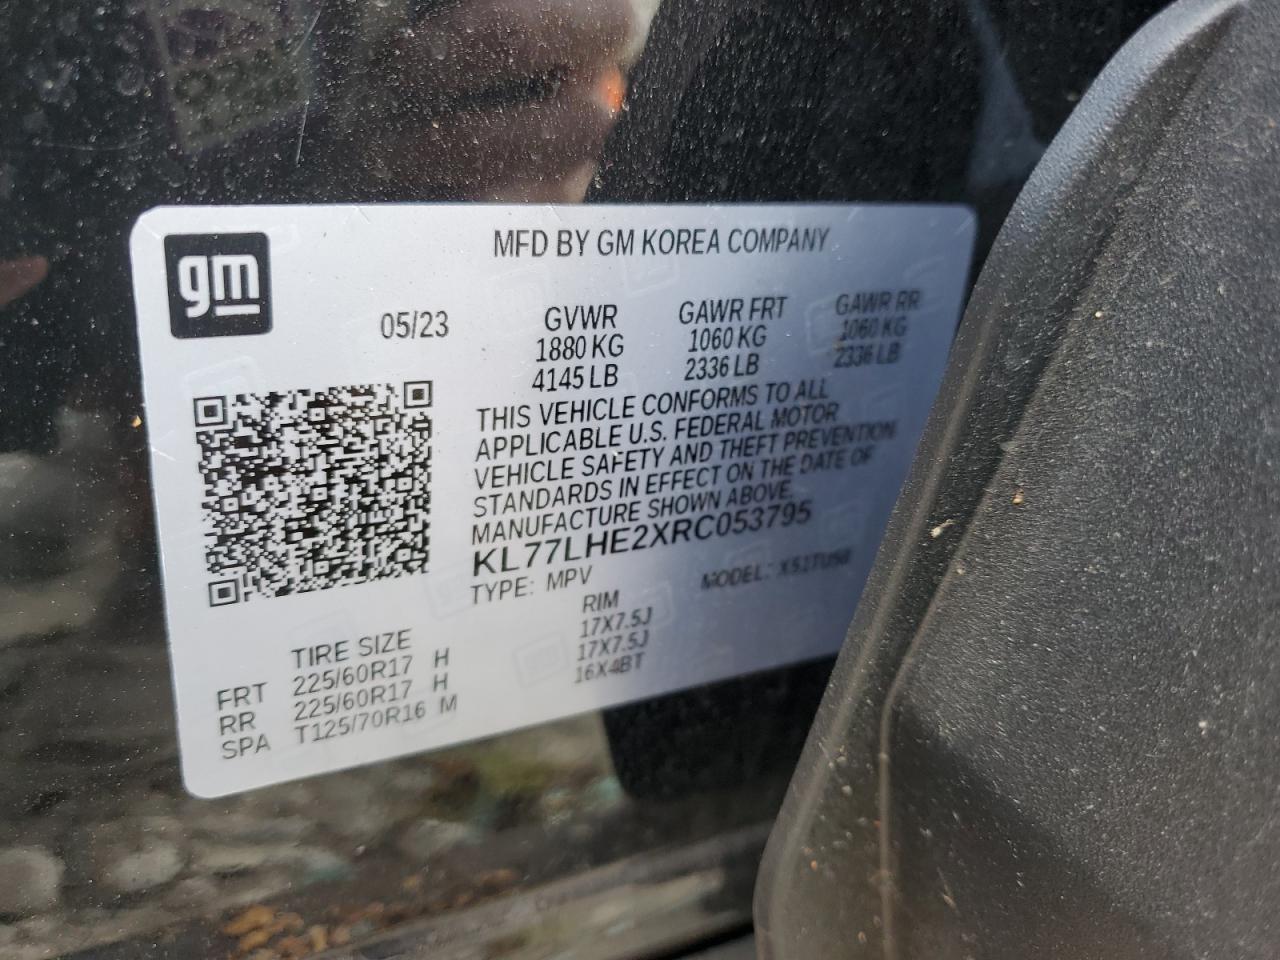 gm
MFD BY GM KOREA COMPANY
05/23
GVWR
1880 KG
4145 LB
GAWR FRT
1060 KG
2336 LB
GAWR RR
1060 KG
2336 LB
THIS VEHICLE CONFORMS TO ALL
APPLICABLE U.S. FEDERAL MOTOR
VEHICLE SAFETY AND THEFT PREVENTION
STANDARDS IN EFFECT ON THE DATE OF
MANUFACTURE SHOWN ABOVE.
KL77LHE2XRC053795
TYPE: MPV
MODEL:
TIRE SIZE RIM
FRT 225/60R17 H 17X7.5J
RR 225/60R17 H 17X7.5J
SPA T125/70R16 M 16X4BT